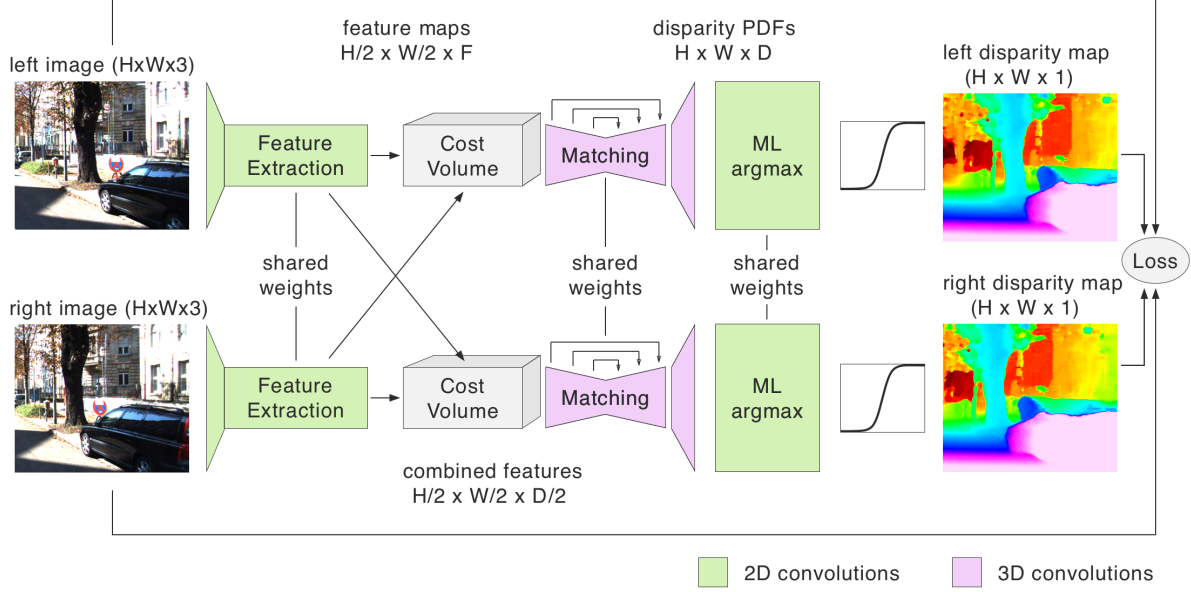 feature maps
H/2 x W/2 x F
disparity PDFs
H x W x D
left image (HxWx3)
left disparity map
(H x W x 1)
Feature
Extraction
Cost
Volume
Matching
ML
argmax
shared
weights
shared
weights
shared
weights
Loss
right image (HxWx3)
right disparity map
(H x W x 1)
Feature
Extraction
Cost
Volume
Matching
ML
argmax
combined features
H/2 x W/2 x D/2
2D convolutions
3D convolutions